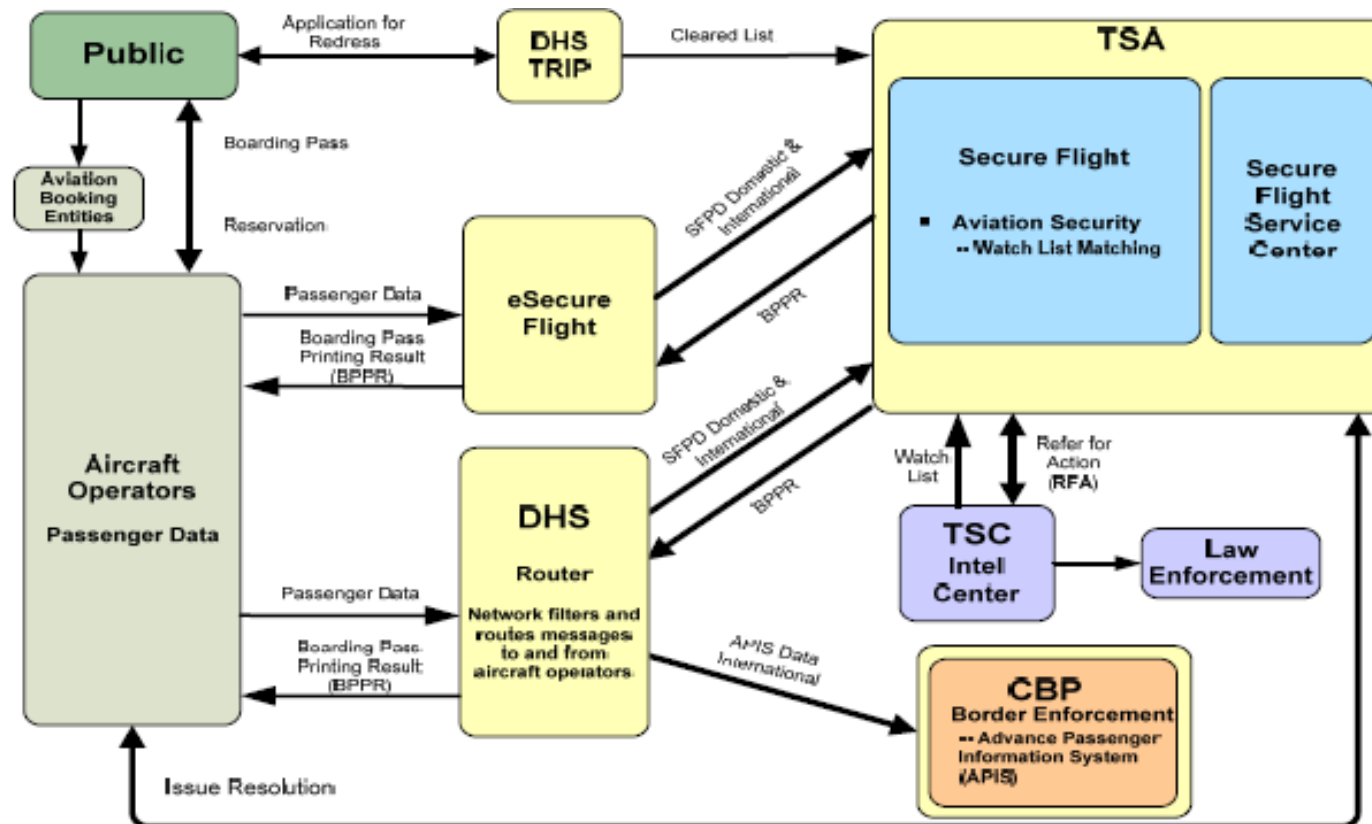 Public
Application for
Redress
DHS
TRIP
Cleared List
TSA
Secure Flight
▪ Aviation Security
-- Watch List Matching
Secure
Flight
Service
Center
Boarding Pass
Reservation
Aviation
Booking
Entities
Aircraft
Operators
Passenger Data
Passenger Data
Boarding Pass
Printing Result
(BPPR)
eSecure
Flight
SFPD Domestic &
International
BPPR
SFPD Domestic &
International
BPPR
DHS
Router
Network filters and
routes messages
to and from
aircraft operators
Passenger Data
Boarding Pass
Printing Result
(BPPR)
Watch
List
Refer for
Action
(RFA)
TSC
Intel
Center
Law
Enforcement
APIS Data
International
CBP
Border Enforcement
-- Advance Passenger
Information System
(APIS)
Issue Resolution